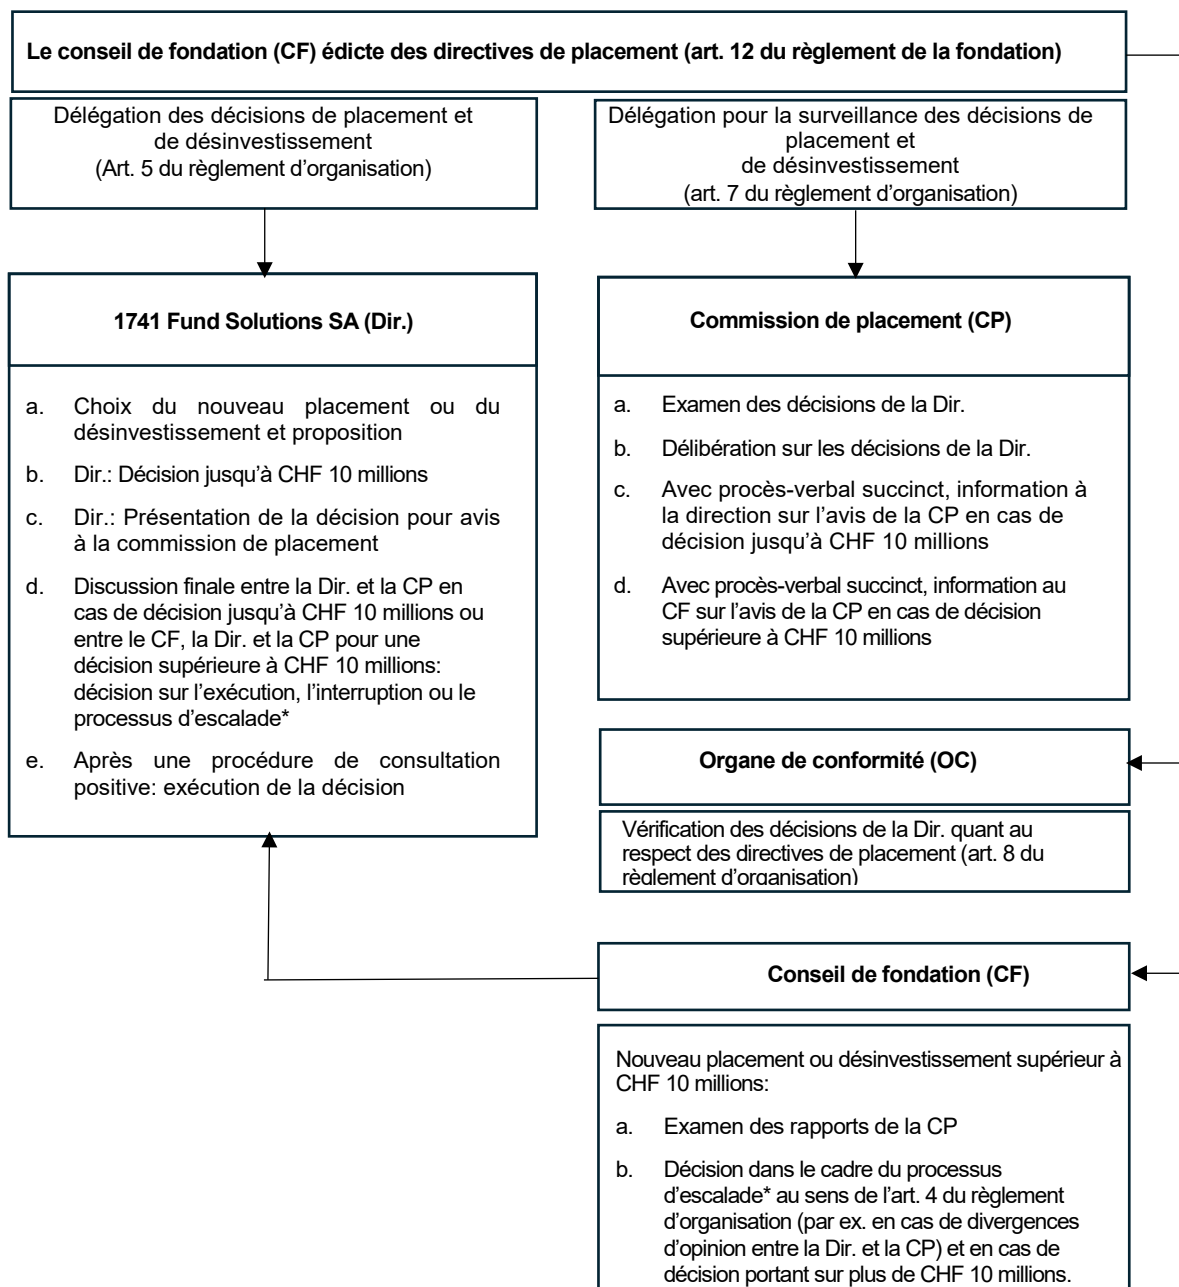 Le conseil de fondation (CF) édicte des directives de placement (art. 12 du règlement de la fondation)
Délégation des décisions de placement et
de désinvestissement
(Art. 5 du règlement d'organisation)
Délégation pour la surveillance des décisions de
placement et
de désinvestissement
(art. 7 du règlement d'organisation)
1741 Fund Solutions SA (Dir.)
a. Choix du nouveau placement ou du
désinvestissement et proposition
b. Dir.: Décision jusqu'à CHF 10 millions
c. Dir.: Présentation de la décision pour avis
à la commission de placement
d. Discussion finale entre la Dir. et la CP en
cas de décision jusqu'à CHF 10 millions ou
entre le CF, la Dir. et la CP pour une
décision supérieure à CHF 10 millions:
décision sur l'exécution, l'interruption ou le
processus d'escalade*
e. Après une procédure de consultation
positive: exécution de la décision
Commission de placement (CP)
a. Examen des décisions de la Dir.
b. Délibération sur les décisions de la Dir.
c. Avec procès-verbal succinct, information à
la direction sur l'avis de la CP en cas de
décision jusqu'à CHF 10 millions
d. Avec procès-verbal succinct, information au
CF sur l'avis de la CP en cas de décision
supérieure à CHF 10 millions
Organe de conformité (OC)
Vérification des décisions de la Dir. quant au
respect des directives de placement (art. 8 du
règlement d'organisation)
Conseil de fondation (CF)
Nouveau placement ou désinvestissement supérieur à
CHF 10 millions:
a. Examen des rapports de la CP
b. Décision dans le cadre du processus
d'escalade* au sens de l'art. 4 du règlement
d'organisation (par ex. en cas de divergences
d'opinion entre la Dir. et la CP) et en cas de
décision portant sur plus de CHF 10 millions.